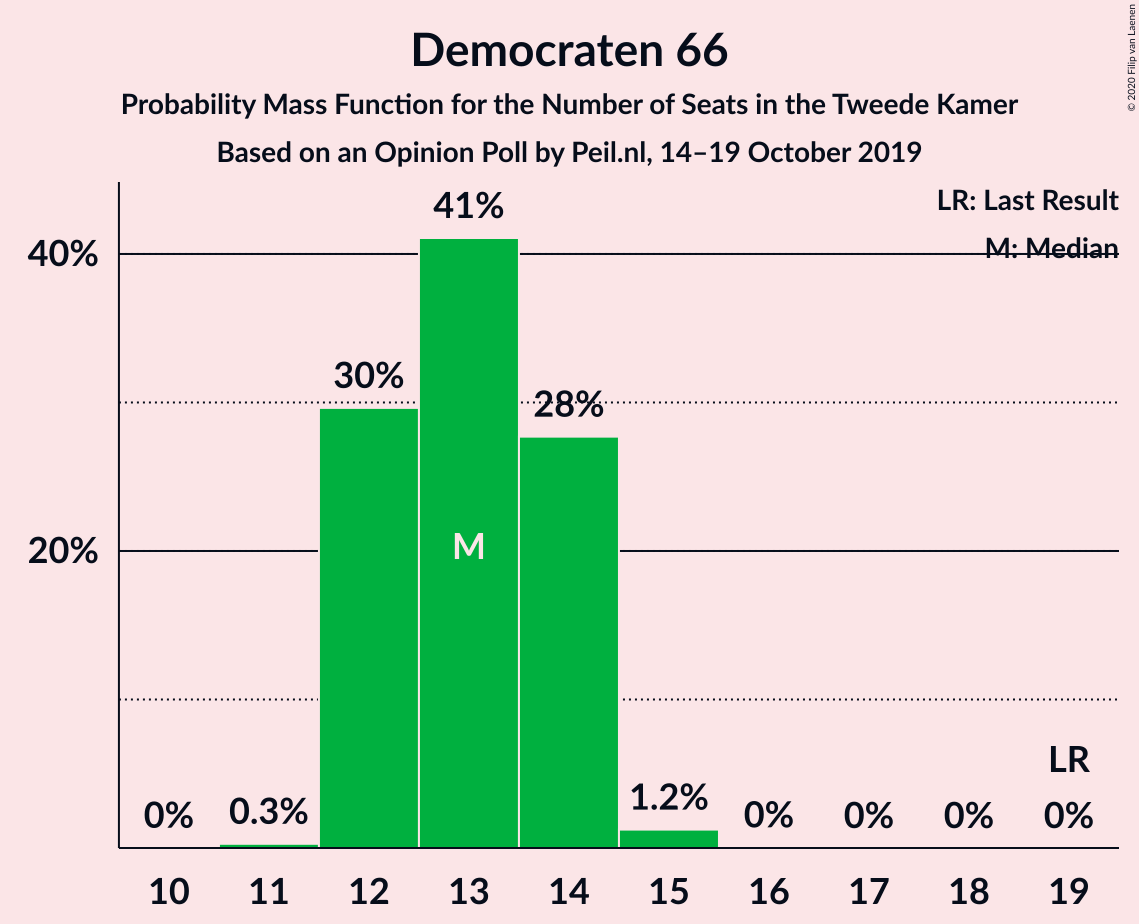 © 2020 Filip van Laenen
Democraten 66
Probability Mass Function for the Number of Seats in the Tweede Kamer
Based on an Opinion Poll by Peil.nl, 14–19 October 2019
LR: Last Result
M: Median
40%
20%
0% 0.3% 30% 41% 28% 1.2% 0% 0% 0% 0%
M
LR
10 11 12 13 14 15 16 17 18 19